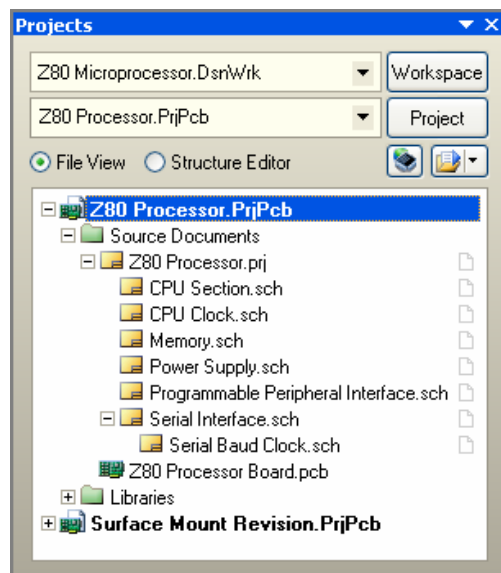 Projects
Z80 Microprocessor.DsnWrk Workspace
Z80 Processor.PrjPcb Project
File View Structure Editor
Z80 Processor.PrjPcb
Source Documents
Z80 Processor.prj
CPU Section.sch
CPU Clock.sch
Memory.sch
Power Supply.sch
Programmable Peripheral Interface.sch
Serial Interface.sch
Serial Baud Clock.sch
Z80 Processor Board.pcb
Libraries
Surface Mount Revision.PrjPcb